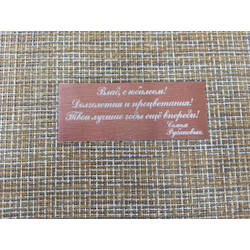 Влад, с юбилеем!
Долголетия и процветания!
Твои лучшие годы ещё впереди!
Семья
Рубановых.